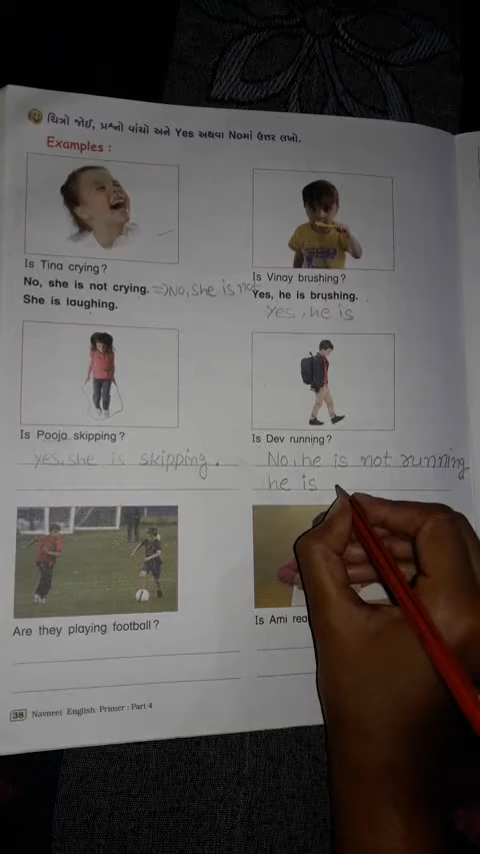 ચિત્રો જોઈ, પ્રશ્નો વાંચો અને Yes અથવા Noમાં ઉત્તર લખો.
Examples :
Is Tina crying?
No, she is not crying. ⇒No, she is not
She is laughing.
Is Vinay brushing?
Yes, he is brushing.
Yes, he is
Is Pooja skipping?
yes, she is skipping.
Is Dev running?
No, he is not running
he is
Are they playing football?
Is Ami rea
38 Navneet English Primer : Part 4